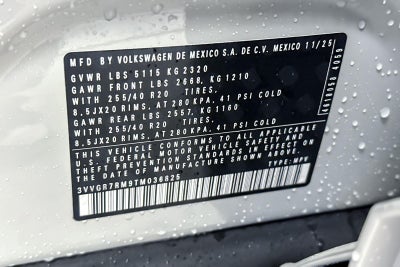 MFD BY VOLKSWAGEN DE MEXICO S.A. DE C.V. MEXICO 11/25
GVWR LBS 5115 KG 2320
GAWR FRONT LBS 2668, KG 1210
WITH 255/40 R20 TIRES,
8,5JX20 RIMS, AT 280 KPA, 41 PSI COLD
GAWR REAR LBS 2557, KG 1160
WITH 255/40 R20 TIRES,
8,5JX20 RIMS, AT 280 KPA, 41 PSI COLD
THIS VEHICLE CONFORMS TO ALL APPLICABLE
U.S. FEDERAL MOTOR VEHICLE SAFETY AND
THEFT PREVENTION STANDARDS IN EFFECT ON
THE DATE OF MANUFACTURE SHOWN ABOVE
3VVGR7RM9TM036825
TYPE: MPV